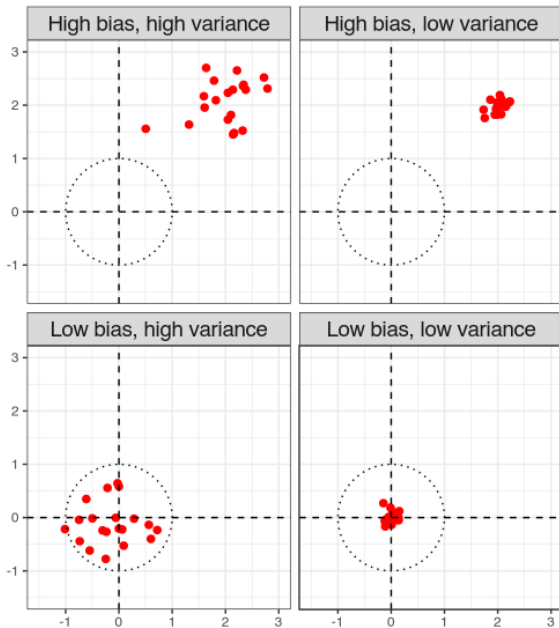 High bias, high variance
High bias, low variance
3
2
1
0
-1
Low bias, high variance
Low bias, low variance
3
2
1
0
-1
-1 0 1 2 3
-1 0 1 2 3